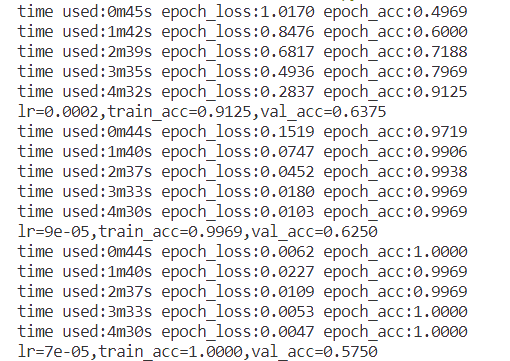 time used:0m45s epoch_loss:1.0170 epoch_acc:0.4969
time used:1m42s epoch_loss:0.8476 epoch_acc:0.6000
time used:2m39s epoch_loss:0.6817 epoch_acc:0.7188
time used:3m35s epoch_loss:0.4936 epoch_acc:0.7969
time used:4m32s epoch_loss:0.2837 epoch_acc:0.9125
lr=0.0002,train_acc=0.9125,val_acc=0.6375
time used:0m44s epoch_loss:0.1519 epoch_acc:0.9719
time used:1m40s epoch_loss:0.0747 epoch_acc:0.9906
time used:2m37s epoch_loss:0.0452 epoch_acc:0.9938
time used:3m33s epoch_loss:0.0180 epoch_acc:0.9969
time used:4m30s epoch_loss:0.0103 epoch_acc:0.9969
lr=9e-05,train_acc=0.9969,val_acc=0.6250
time used:0m44s epoch_loss:0.0062 epoch_acc:1.0000
time used:1m40s epoch_loss:0.0227 epoch_acc:0.9969
time used:2m37s epoch_loss:0.0109 epoch_acc:0.9969
time used:3m33s epoch_loss:0.0053 epoch_acc:1.0000
time used:4m30s epoch_loss:0.0047 epoch_acc:1.0000
lr=7e-05,train_acc=1.0000,val_acc=0.5750